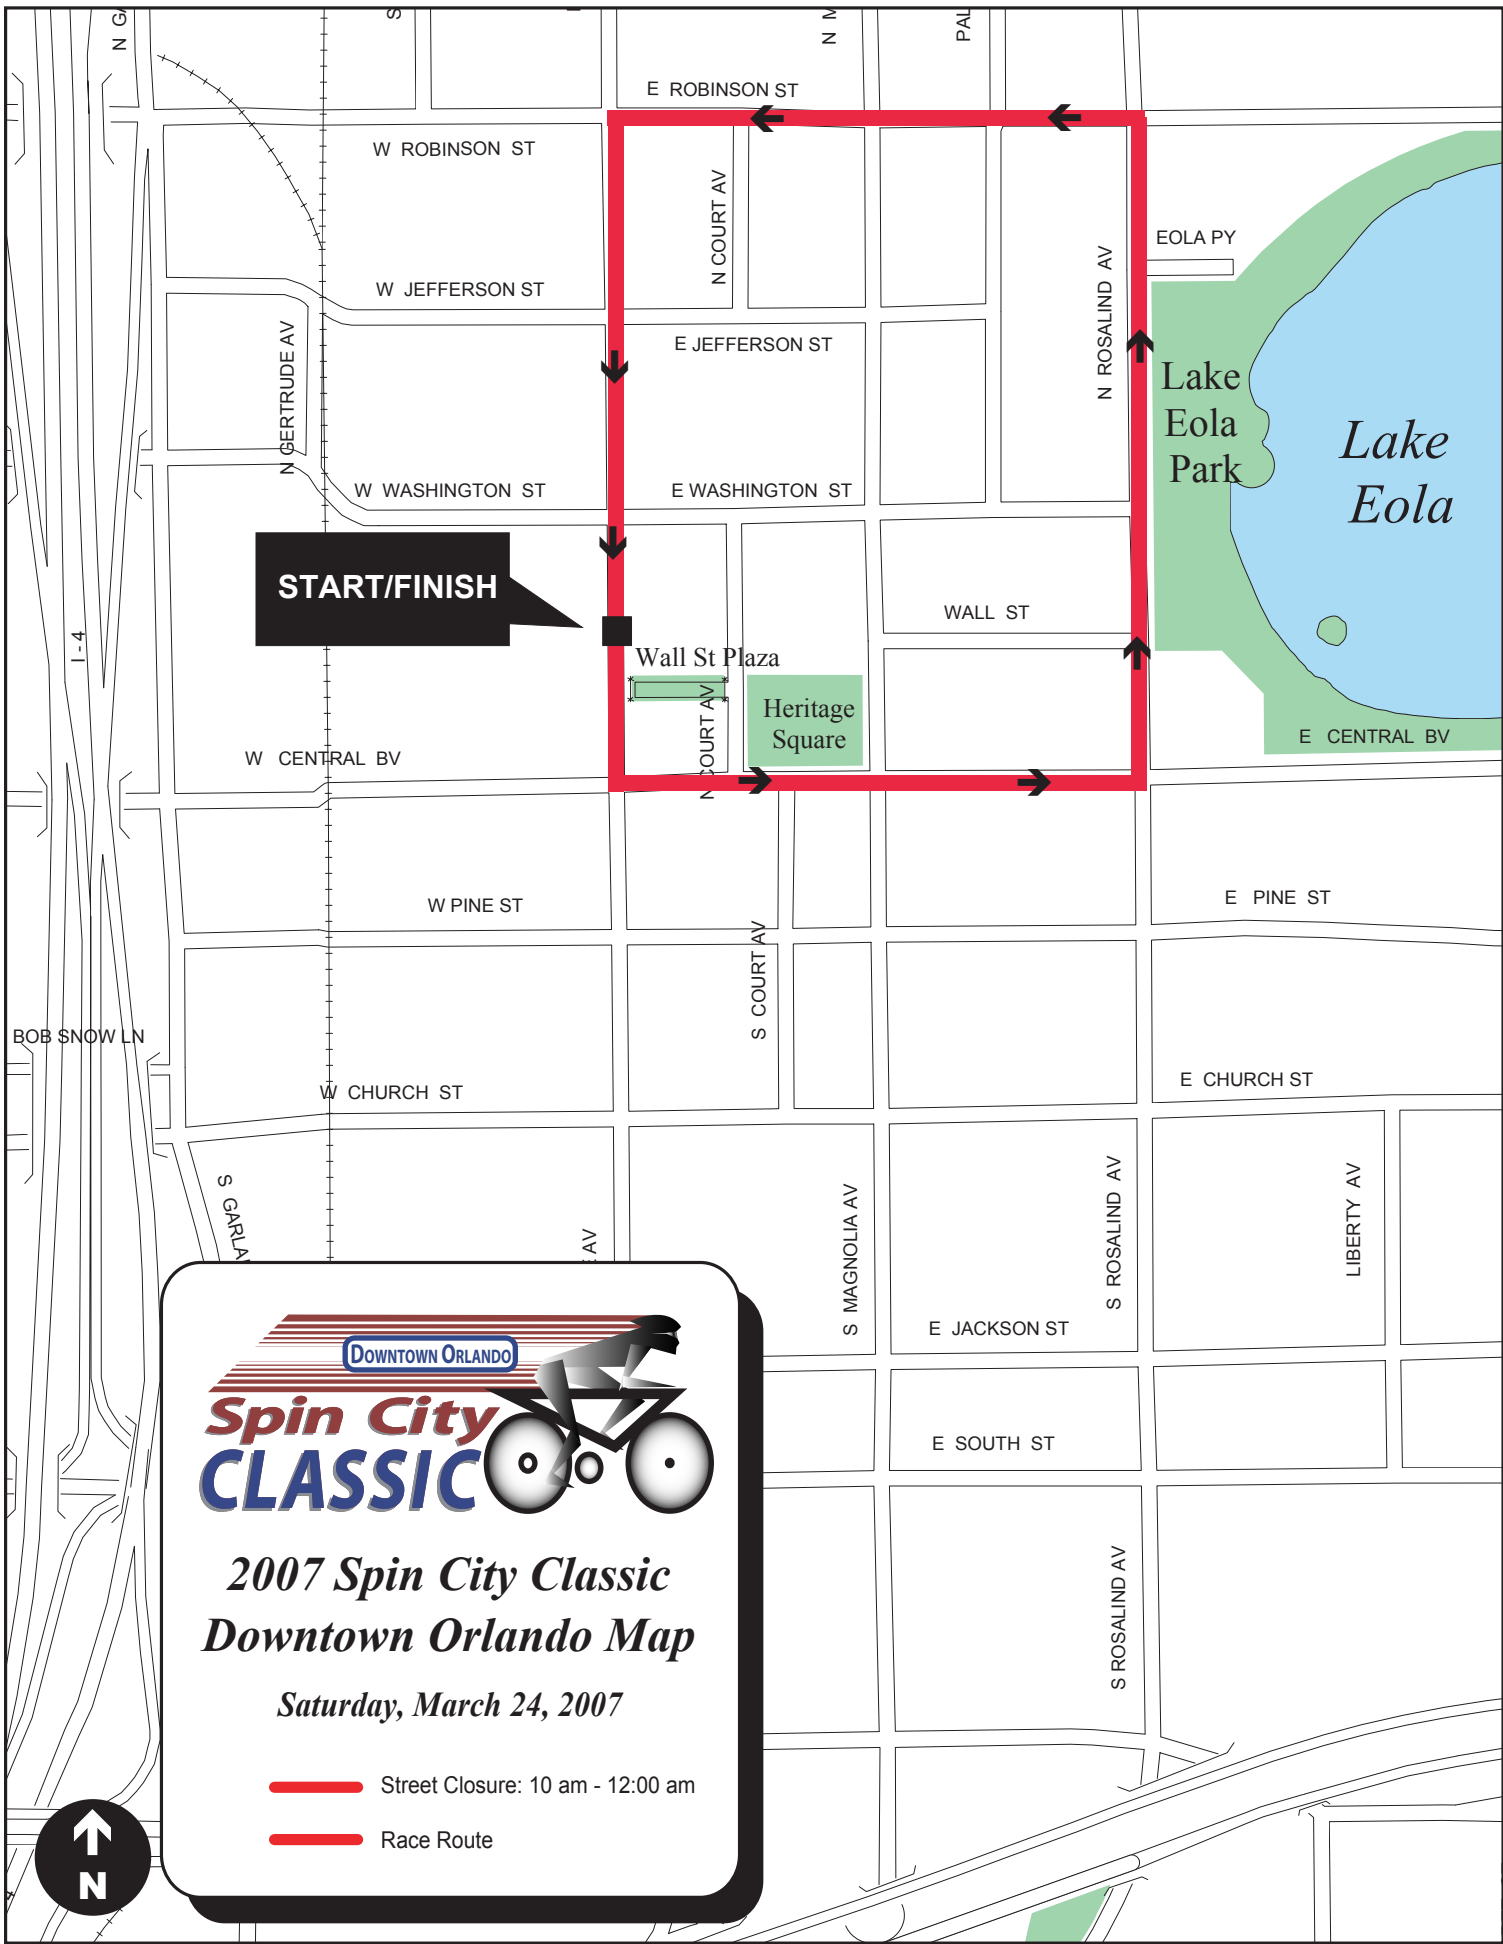 E ROBINSON ST
W ROBINSON ST
N COURT AV
EOLA PY
N ROSALIND AV
W JEFFERSON ST
E JEFFERSON ST
N GERTRUDE AV
Lake
Eola
Park
Lake
Eola
W WASHINGTON ST
E WASHINGTON ST
START/FINISH
WALL ST
I - 4
Wall St Plaza
N COURT AV
Heritage
Square
W CENTRAL BV
E CENTRAL BV
W PINE ST
E PINE ST
S COURT AV
BOB SNOW LN
W CHURCH ST
E CHURCH ST
S MAGNOLIA AV
S ROSALIND AV
LIBERTY AV
AV
E JACKSON ST
E SOUTH ST
S ROSALIND AV
DOWNTOWN ORLANDO
Spin City
CLASSIC
2007 Spin City Classic
Downtown Orlando Map
Saturday, March 24, 2007
Street Closure: 10 am - 12:00 am
Race Route
N